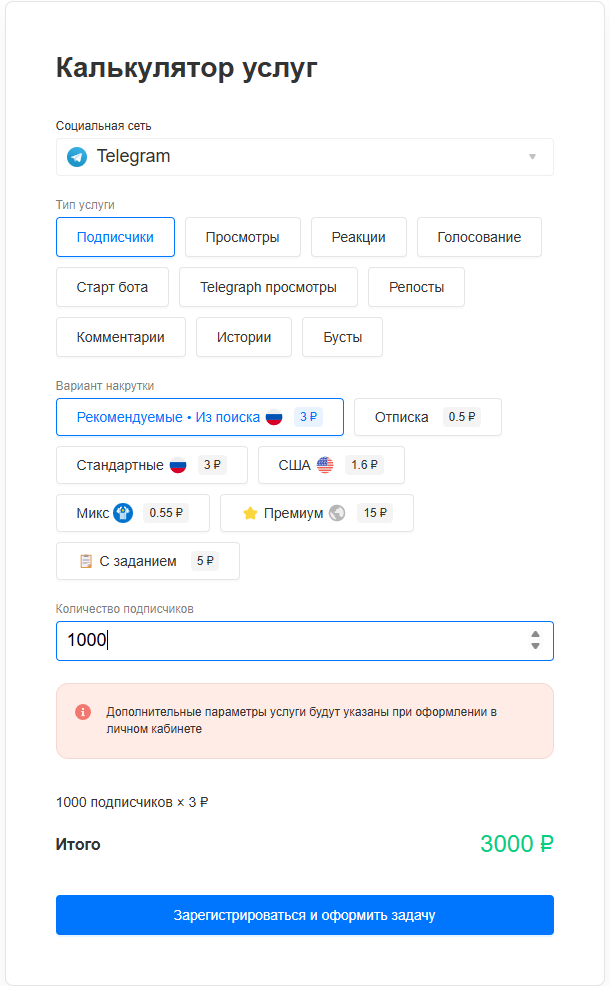 Калькулятор услуг
Социальная сеть
Telegram
Тип услуги
Подписчики Просмотры Реакции Голосование
Старт бота Telegraph просмотры Репосты
Комментарии Истории Бусты
Вариант накрутки
Рекомендуемые • Из поиска 3 ₽ Отписка 0.5 ₽
Стандартные 3 ₽ США 1.6 ₽
Микс 0.55 ₽ Премиум 15 ₽
С заданием 5 ₽
Количество подписчиков
1000
Дополнительные параметры услуги будут указаны при оформлении в
личном кабинете
1000 подписчиков × 3 ₽
Итого 3000 ₽
Зарегистрироваться и оформить задачу